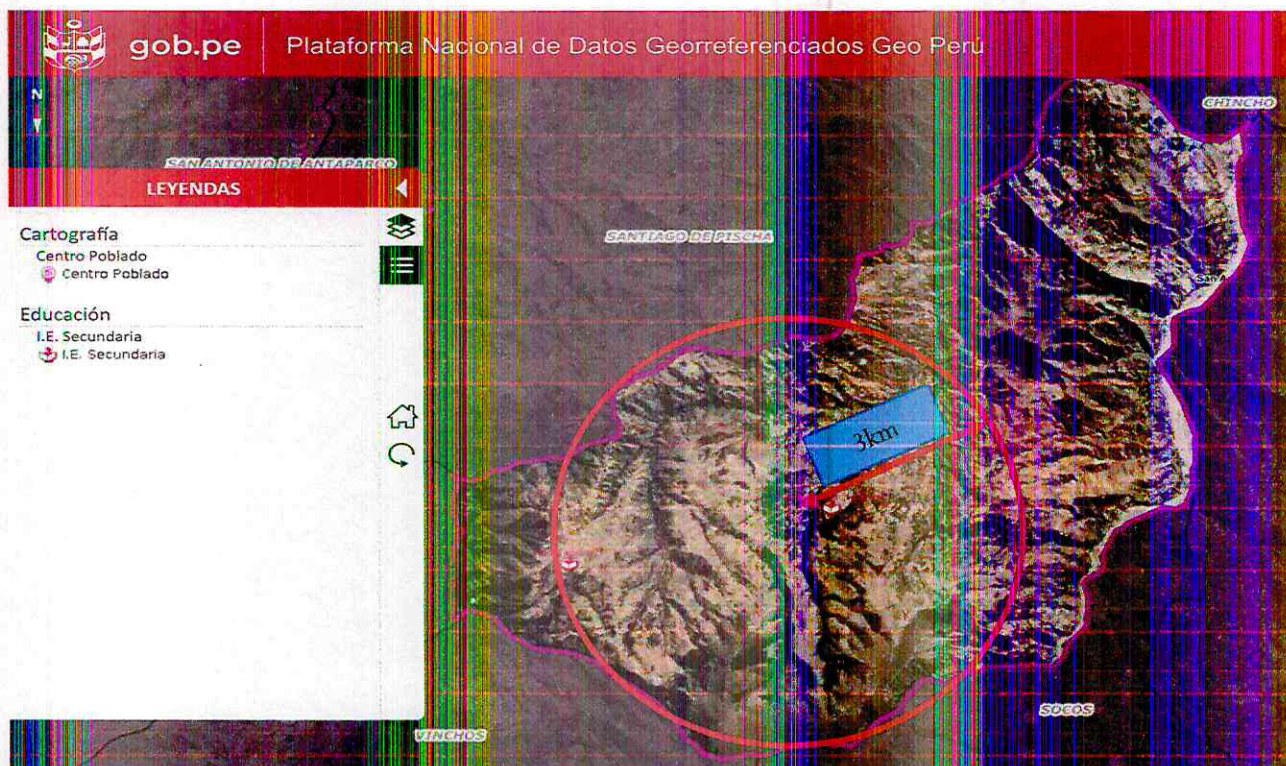 gob.pe
Plataforma Nacional de Datos Georreferenciados Geo Perú
N
CHINCHO
SAN ANTONIO DE ANTAPARCO
LEYENDAS
Cartografía
Centro Poblado
Centro Poblado
Educación
I.E. Secundaria
I.E. Secundaria
SANTIAGO DE PISCHA
San
3km
SOCOS
VINCHOS